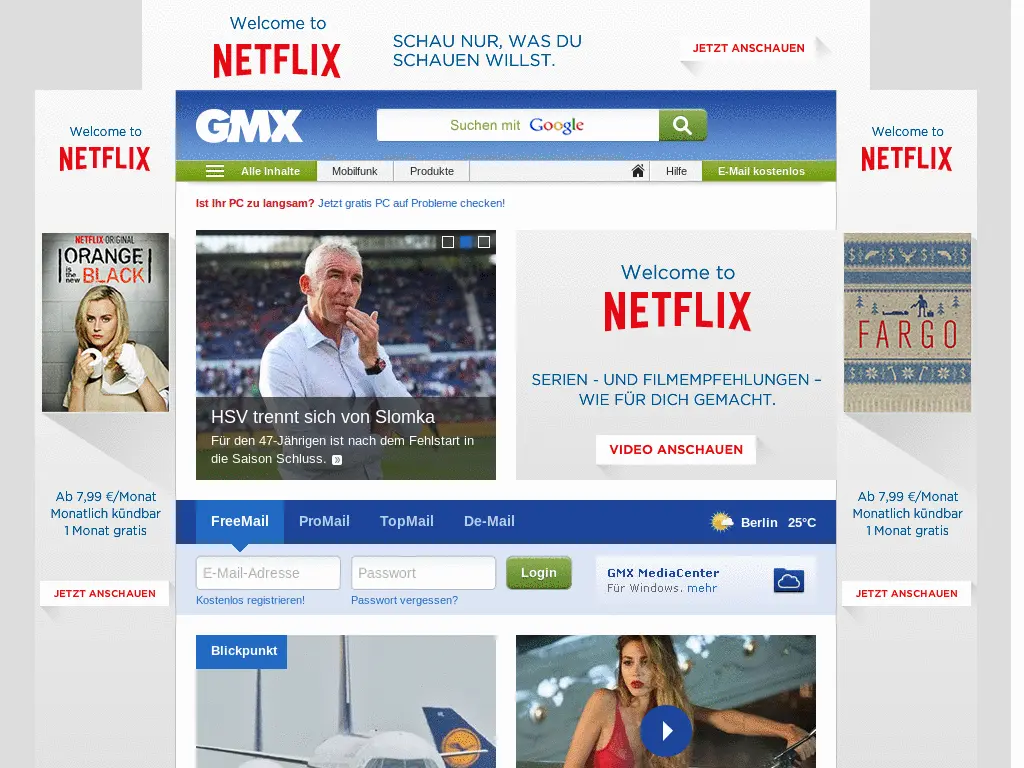 Welcome to
NETFLIX
SCHAU NUR, WAS DU
SCHAUEN WILLST.
JETZT ANSCHAUEN
Welcome to
NETFLIX
NETFLIX ORIGINAL
ORANGE
is the new BLACK
Ab 7,99 €/Monat
Monatlich kündbar
1 Monat gratis
JETZT ANSCHAUEN
GMX
Suchen mit Google
Alle Inhalte
Mobilfunk
Produkte
Hilfe
E-Mail kostenlos
Ist Ihr PC zu langsam? Jetzt gratis PC auf Probleme checken!
HSV trennt sich von Slomka
Für den 47-Jährigen ist nach dem Fehlstart in
die Saison Schluss.
Welcome to
NETFLIX
SERIEN - UND FILMEMPFEHLUNGEN –
WIE FÜR DICH GEMACHT.
VIDEO ANSCHAUEN
FreeMail
ProMail
TopMail
De-Mail
Berlin 25°C
E-Mail-Adresse
Passwort
Login
Kostenlos registrieren!
Passwort vergessen?
GMX MediaCenter
Für Windows. mehr
Blickpunkt
Welcome to
NETFLIX
FARGO
Ab 7,99 €/Monat
Monatlich kündbar
1 Monat gratis
JETZT ANSCHAUEN